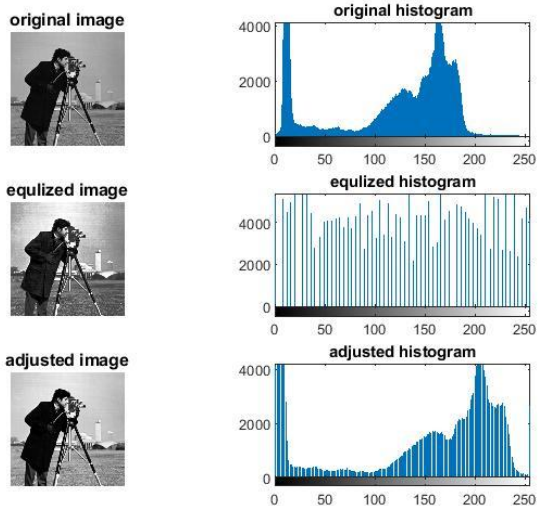 original image
original histogram
4000
2000
0
0 50 100 150 200 250
equlized image
equlized histogram
4000
2000
0
0 50 100 150 200 250
adjusted image
adjusted histogram
4000
2000
0
0 50 100 150 200 250